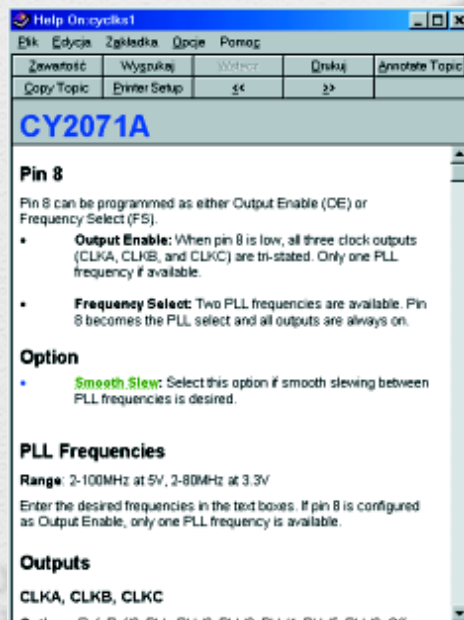 Help On:cyclks1
Plik Edycja Zakładka Opcje Pomoc
Zawartość Wyszukaj Wstecz Drukuj Annotate Topic
Copy Topic Printer Setup << >>
CY2071A
Pin 8
Pin 8 can be programmed as either Output Enable (OE) or
Frequency Select (FS).
• Output Enable: When pin 8 is low, all three clock outputs
(CLKA, CLKB, and CLKC) are tri-stated. Only one PLL
frequency if available.
• Frequency Select: Two PLL frequencies are available. Pin
8 becomes the PLL select and all outputs are always on.
Option
• Smooth Slew: Select this option if smooth slewing between
PLL frequencies is desired.
PLL Frequencies
Range: 2-100MHz at 5V, 2-80MHz at 3.3V
Enter the desired frequencies in the text boxes. If pin 8 is configured
as Output Enable, only one PLL frequency is available.
Outputs
CLKA, CLKB, CLKC